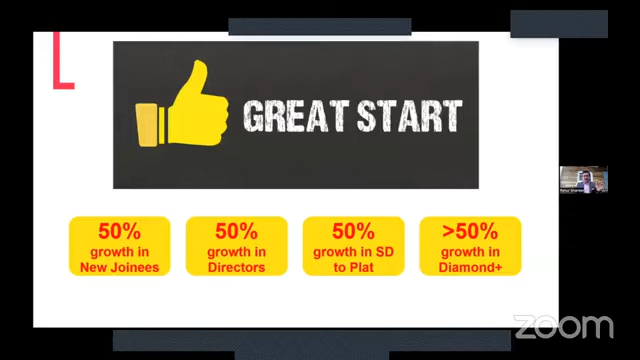 GREAT START
50%
growth in
New Joinees
50%
growth in
Directors
50%
growth in SD
to Plat
>50%
growth in
Diamond+
zoom